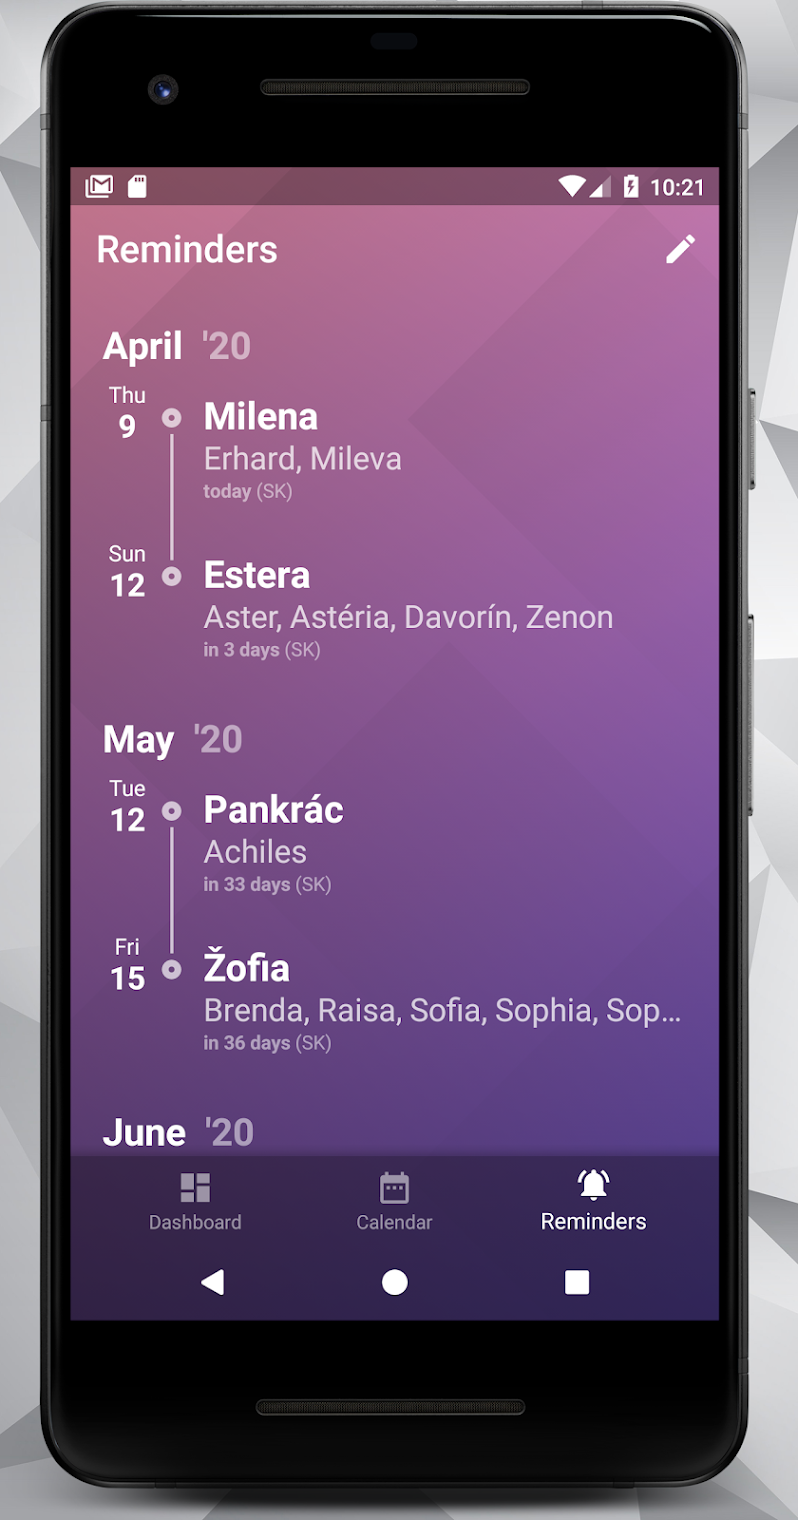 10:21
Reminders
April '20
Thu
9
Milena
Erhard, Mileva
today (SK)
Sun
12
Estera
Aster, Astéria, Davorín, Zenon
in 3 days (SK)
May '20
Tue
12
Pankrác
Achiles
in 33 days (SK)
Fri
15
Žofia
Brenda, Raisa, Sofia, Sophia, Sop...
in 36 days (SK)
June '20
Dashboard
Calendar
Reminders